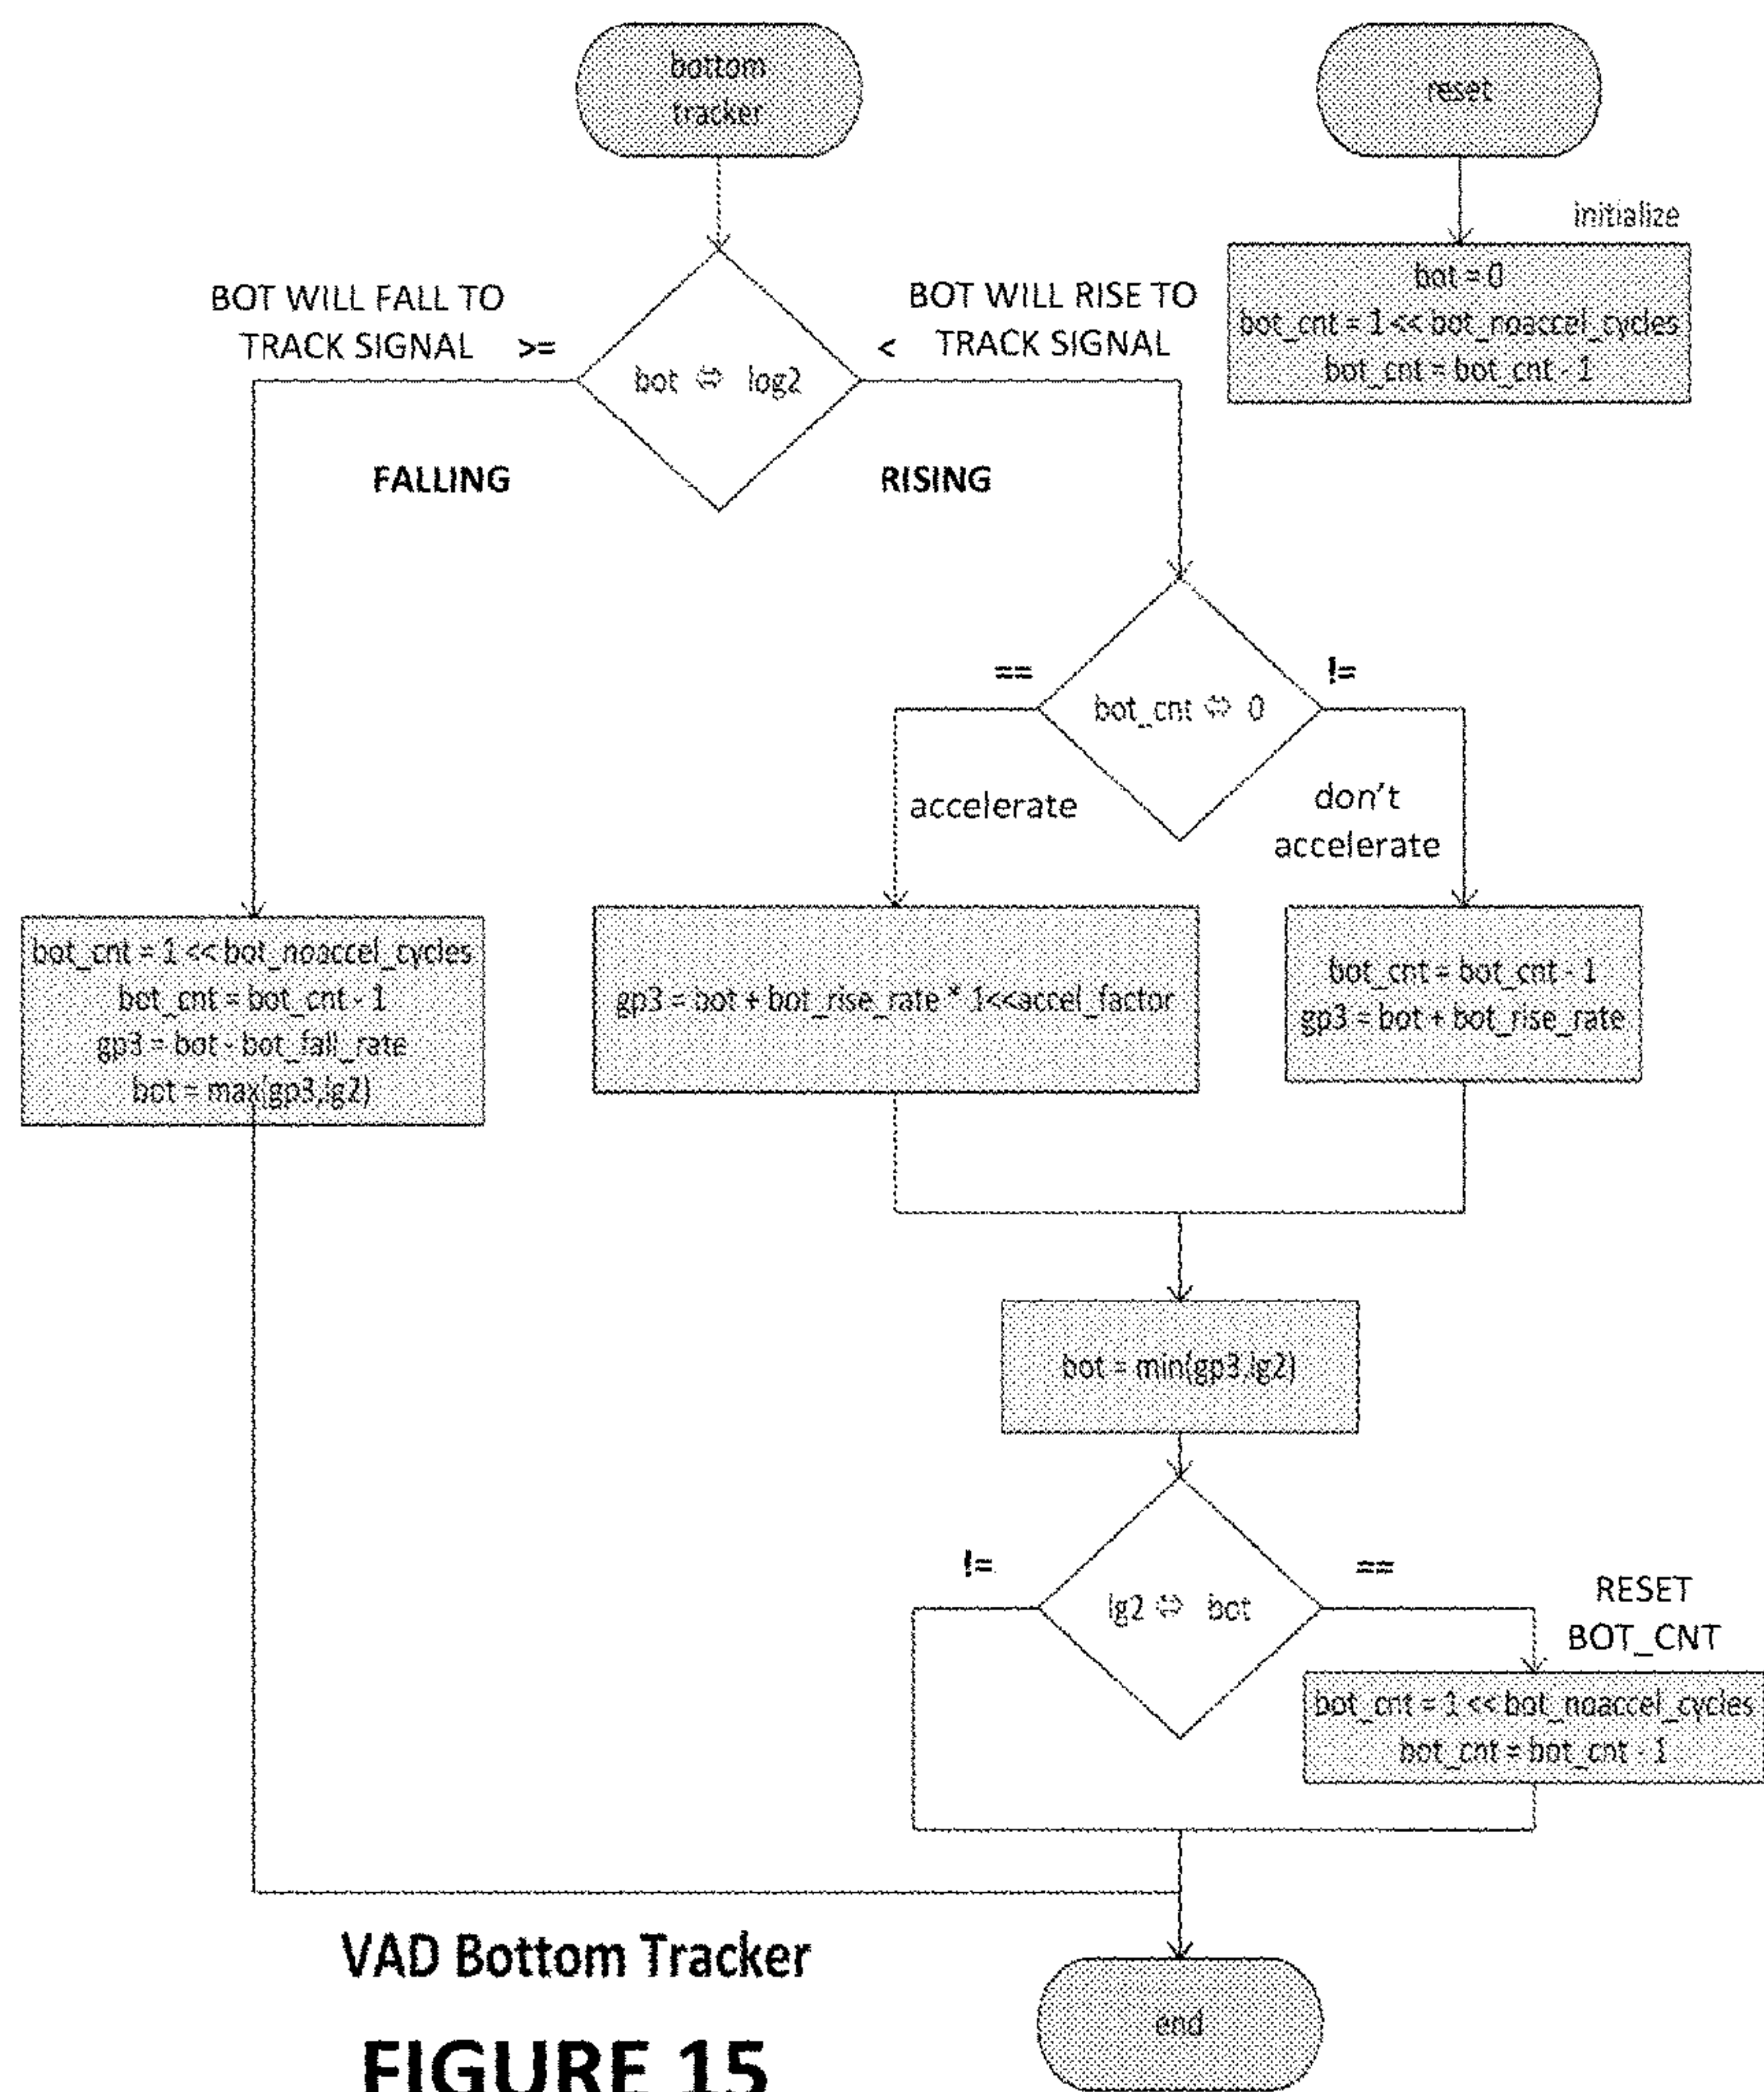 bottom
tracker
reset
initialize
bot = 0
bot_cnt = 1 << bot_noaccel_cycles
bot_cnt = bot_cnt - 1
BOT WILL FALL TO
TRACK SIGNAL >=
BOT WILL RISE TO
< TRACK SIGNAL
bot ⇔ log2
FALLING
RISING
== !=
bot_cnt ⇔ 0
accelerate
don't
accelerate
bot_cnt = 1 << bot_noaccel_cycles
bot_cnt = bot_cnt - 1
gp3 = bot - bot_fall_rate
bot = max(gp3,lg2)
gp3 = bot + bot_rise_rate * 1<<accel_factor
bot_cnt = bot_cnt - 1
gp3 = bot + bot_rise_rate
bot = min(gp3,lg2)
!= ==
lg2 ⇔ bot
RESET
BOT_CNT
bot_cnt = 1 << bot_noaccel_cycles
bot_cnt = bot_cnt - 1
end
VAD Bottom Tracker
FIGURE 15